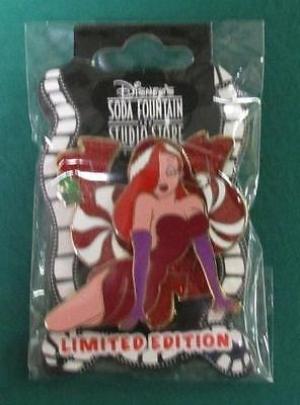 DISNEY'S
SODA FOUNTAIN
STUDIO STORE
LIMITED EDITION